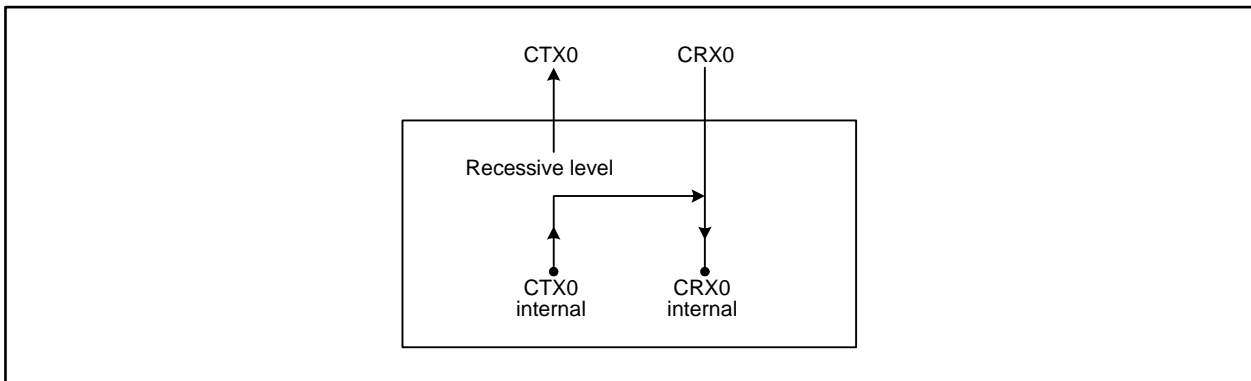 CTX0 CRX0
Recessive level
CTX0 CRX0
internal internal